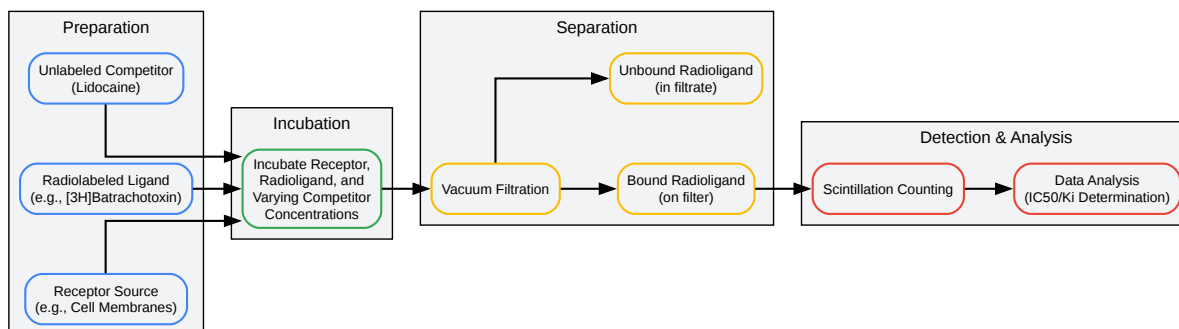 Preparation
Unlabeled Competitor
(Lidocaine)
Radiolabeled Ligand
(e.g., [3H]Batrachotoxin)
Receptor Source
(e.g., Cell Membranes)
Incubation
Incubate Receptor,
Radioligand, and
Varying Competitor
Concentrations
Separation
Vacuum Filtration
Unbound Radioligand
(in filtrate)
Bound Radioligand
(on filter)
Detection & Analysis
Scintillation Counting
Data Analysis
(IC50/Ki Determination)